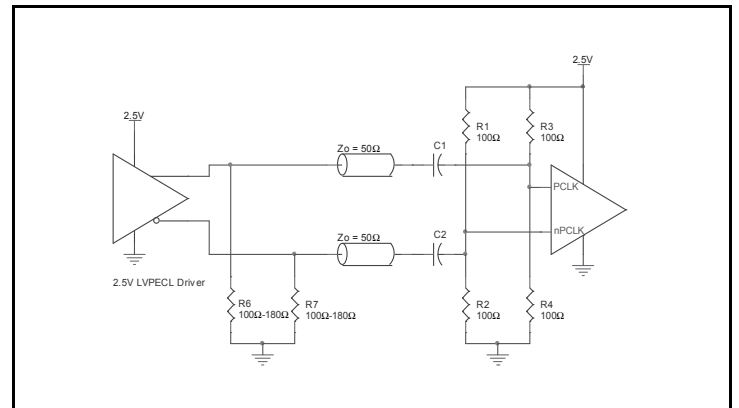 2.5V
2.5V
R1
100Ω
R3
100Ω
Zo = 50Ω
C1
PCLK
nPCLK
Zo = 50Ω
C2
2.5V LVPECL Driver
R6
100Ω-180Ω
R7
100Ω-180Ω
R2
100Ω
R4
100Ω